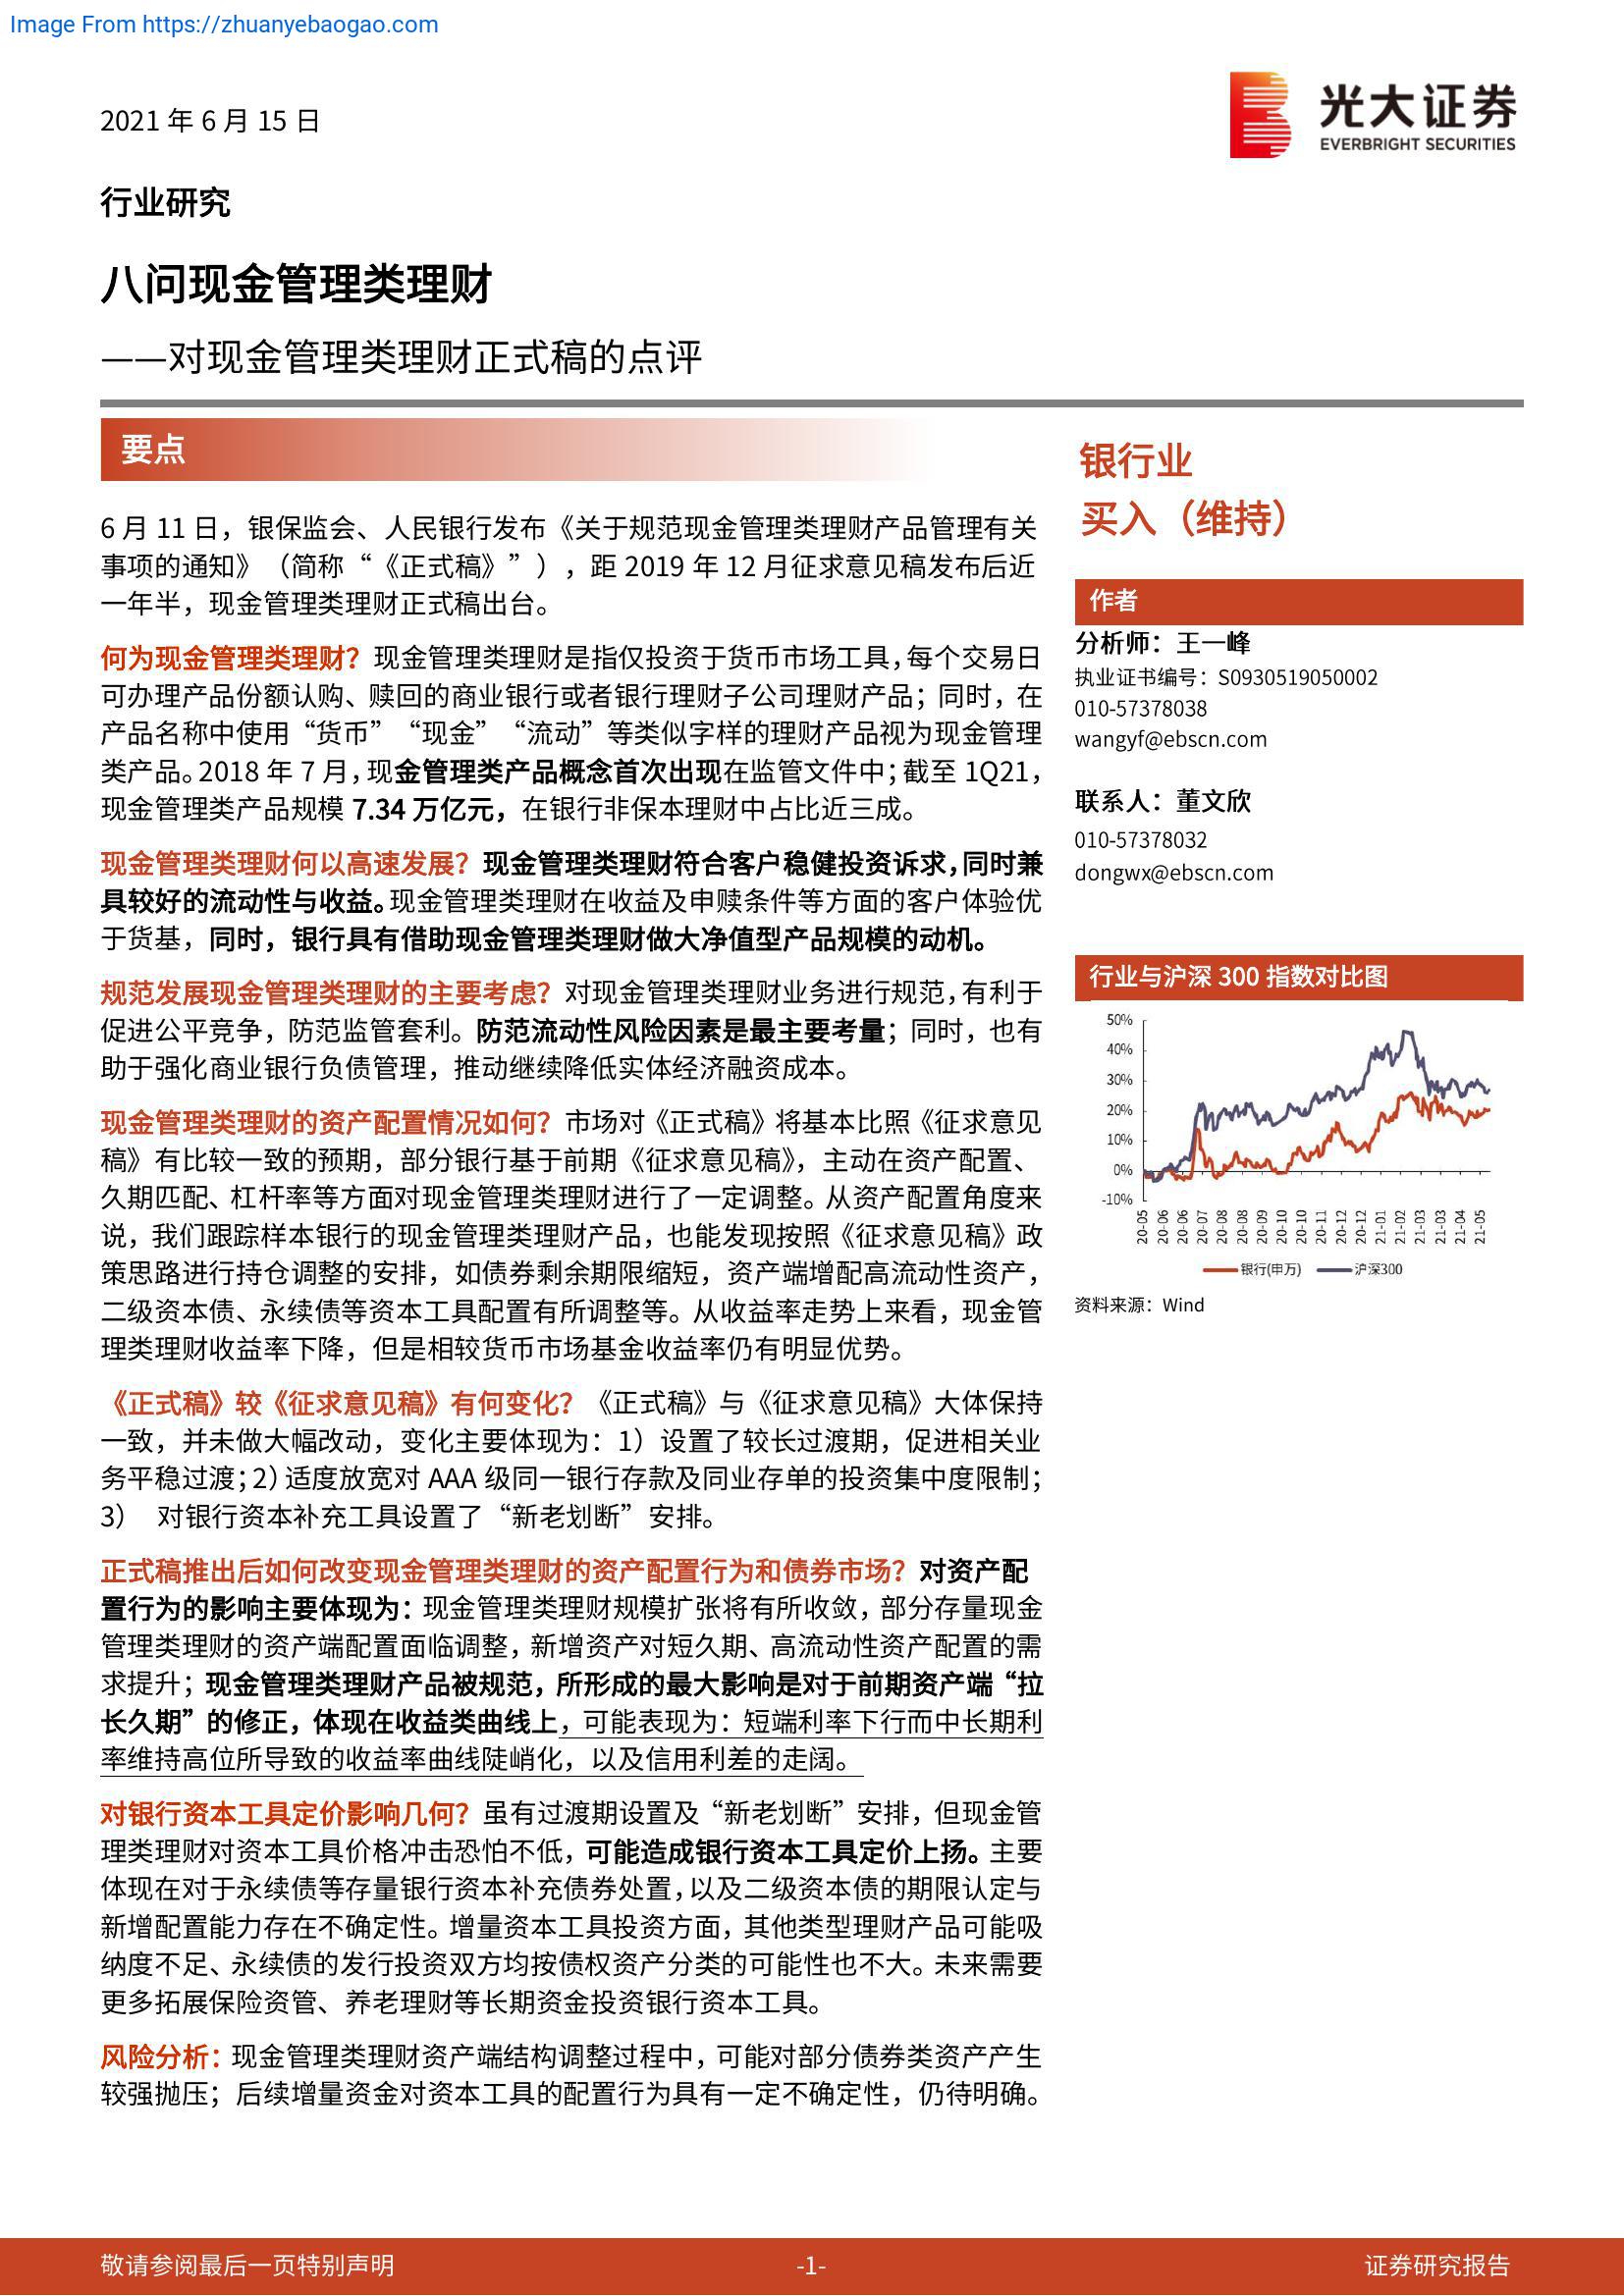 Image From https://zhuanyebaogao.com
2021 年 6 月 15 日
光大证券
EVERBRIGHT SECURITIES
行业研究
八问现金管理类理财
——对现金管理类理财正式稿的点评
要点
6 月 11 日，银保监会、人民银行发布《关于规范现金管理类理财产品管理有关
事项的通知》（简称“《正式稿》”），距 2019 年 12 月征求意见稿发布后近
一年半，现金管理类理财正式稿出台。
何为现金管理类理财？现金管理类理财是指仅投资于货币市场工具，每个交易日
可办理产品份额认购、赎回的商业银行或者银行理财子公司理财产品；同时，在
产品名称中使用“货币”“现金”“流动”等类似字样的理财产品视为现金管理
类产品。2018 年 7 月，现金管理类产品概念首次出现在监管文件中；截至 1Q21，
现金管理类产品规模 7.34 万亿元，在银行非保本理财中占比近三成。
现金管理类理财何以高速发展？现金管理类理财符合客户稳健投资诉求，同时兼
具较好的流动性与收益。现金管理类理财在收益及申赎条件等方面的客户体验优
于货基，同时，银行具有借助现金管理类理财做大净值型产品规模的动机。
规范发展现金管理类理财的主要考虑？对现金管理类理财业务进行规范，有利于
促进公平竞争，防范监管套利。防范流动性风险因素是最主要考量；同时，也有
助于强化商业银行负债管理，推动继续降低实体经济融资成本。
现金管理类理财的资产配置情况如何？市场对《正式稿》将基本比照《征求意见
稿》有比较一致的预期，部分银行基于前期《征求意见稿》，主动在资产配置、
久期匹配、杠杆率等方面对现金管理类理财进行了一定调整。从资产配置角度来
说，我们跟踪样本银行的现金管理类理财产品，也能发现按照《征求意见稿》政
策思路进行持仓调整的安排，如债券剩余期限缩短，资产端增配高流动性资产，
二级资本债、永续债等资本工具配置有所调整等。从收益率走势上来看，现金管
理类理财收益率下降，但是相较货币市场基金收益率仍有明显优势。
《正式稿》较《征求意见稿》有何变化？《正式稿》与《征求意见稿》大体保持
一致，并未做大幅改动，变化主要体现为：1）设置了较长过渡期，促进相关业
务平稳过渡；2）适度放宽对 AAA 级同一银行存款及同业存单的投资集中度限制；
3） 对银行资本补充工具设置了“新老划断”安排。
正式稿推出后如何改变现金管理类理财的资产配置行为和债券市场？对资产配
置行为的影响主要体现为：现金管理类理财规模扩张将有所收敛，部分存量现金
管理类理财的资产端配置面临调整，新增资产对短久期、高流动性资产配置的需
求提升；现金管理类理财产品被规范，所形成的最大影响是对于前期资产端“拉
长久期”的修正，体现在收益类曲线上，可能表现为：短端利率下行而中长期利
率维持高位所导致的收益率曲线陡峭化，以及信用利差的走阔。
对银行资本工具定价影响几何？虽有过渡期设置及“新老划断”安排，但现金管
理类理财对资本工具价格冲击恐怕不低，可能造成银行资本工具定价上扬。主要
体现在对于永续债等存量银行资本补充债券处置，以及二级资本债的期限认定与
新增配置能力存在不确定性。增量资本工具投资方面，其他类型理财产品可能吸
纳度不足、永续债的发行投资双方均按债权资产分类的可能性也不大。未来需要
更多拓展保险资管、养老理财等长期资金投资银行资本工具。
风险分析：现金管理类理财资产端结构调整过程中，可能对部分债券类资产产生
较强抛压；后续增量资金对资本工具的配置行为具有一定不确定性，仍待明确。
银行业
买入（维持）
作者
分析师：王一峰
执业证书编号：S0930519050002
010-57378038
wangyf@ebscn.com
联系人：董文欣
010-57378032
dongwx@ebscn.com
行业与沪深 300 指数对比图
50%
40%
30%
20%
10%
0%
-10%
20-05 20-06 20-06 20-07 20-08 20-08 20-09 20-10 20-10 20-11 20-12 20-12 21-01 21-02 21-03 21-03 21-04 21-05
银行(申万) 沪深300
资料来源：Wind
敬请参阅最后一页特别声明 -1- 证券研究报告